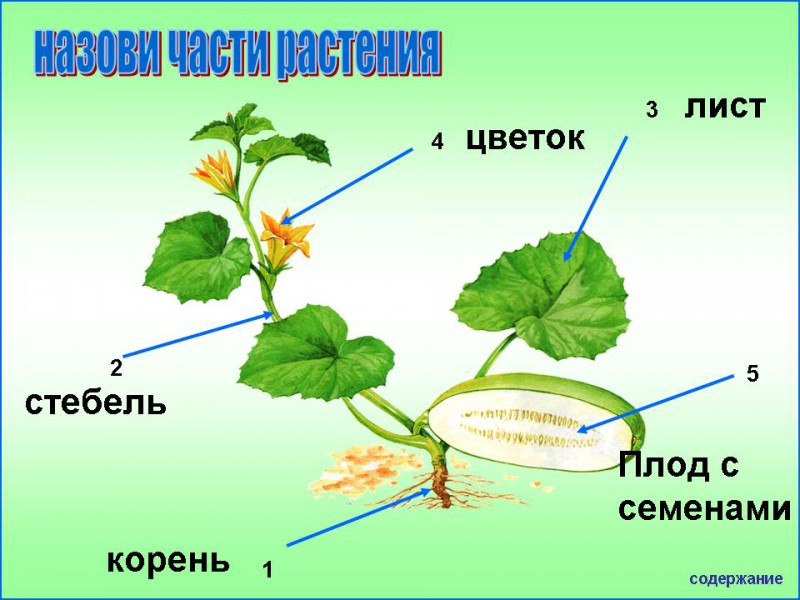 назови части растения
3 лист
4 цветок
2
стебель
5
Плод с
семенами
корень 1
содержание